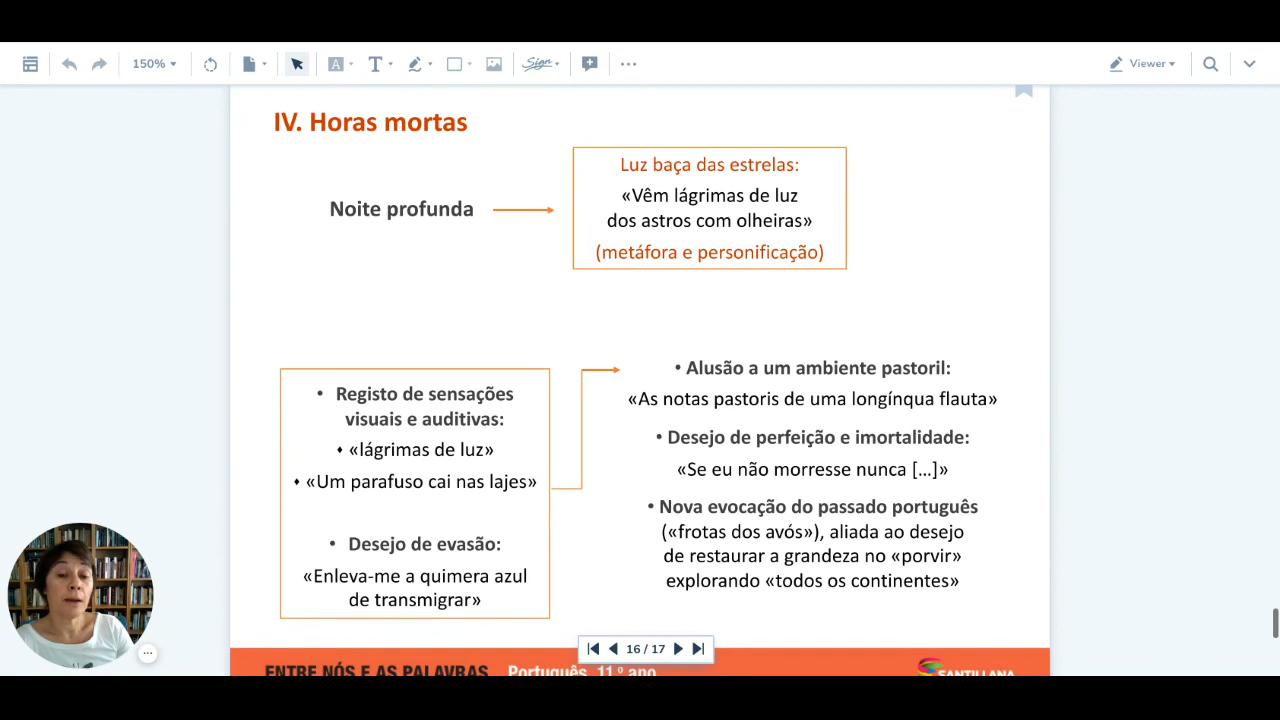 150%
A
T
Sign
Viewer
IV. Horas mortas
Noite profunda
Luz baça das estrelas:
«Vêm lágrimas de luz
dos astros com olheiras»
(metáfora e personificação)
• Registo de sensações
visuais e auditivas:
♦ «lágrimas de luz»
♦ «Um parafuso cai nas lajes»
• Desejo de evasão:
«Enleva-me a quimera azul
de transmigrar»
• Alusão a um ambiente pastoril:
«As notas pastoris de uma longínqua flauta»
• Desejo de perfeição e imortalidade:
«Se eu não morresse nunca [...]»
• Nova evocação do passado português
(«frotas dos avós»), aliada ao desejo
de restaurar a grandeza no «porvir»
explorando «todos os continentes»
16 / 17
ENTRE NÓS E AS PALAVRAS Português, 11.º ano
SANTILLANA